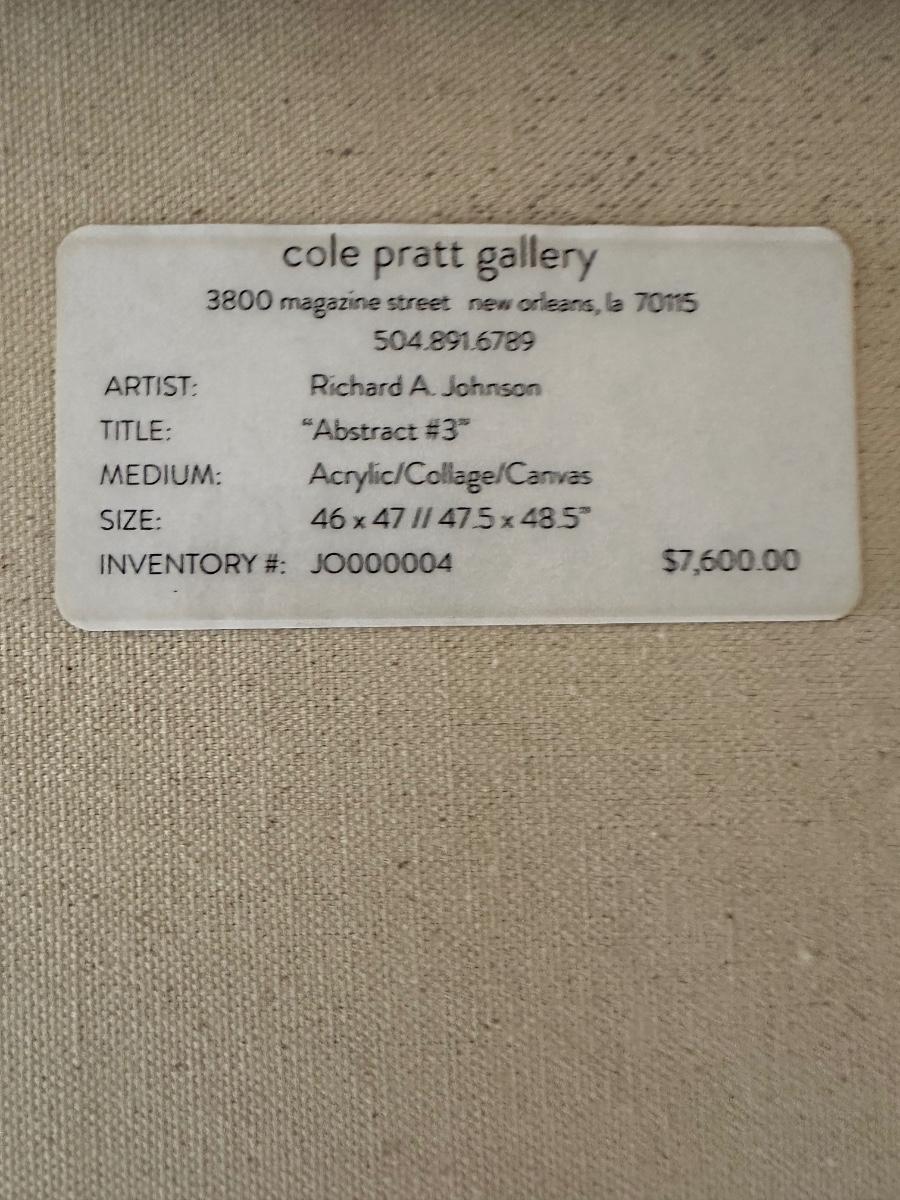 cole pratt gallery
3800 magazine street new orleans, la 70115
504.891.6789
ARTIST: Richard A. Johnson
TITLE: "Abstract #3"
MEDIUM: Acrylic/Collage/Canvas
SIZE: 46 x 47 // 47.5 x 48.5"
INVENTORY #: JO000004 $7,600.00